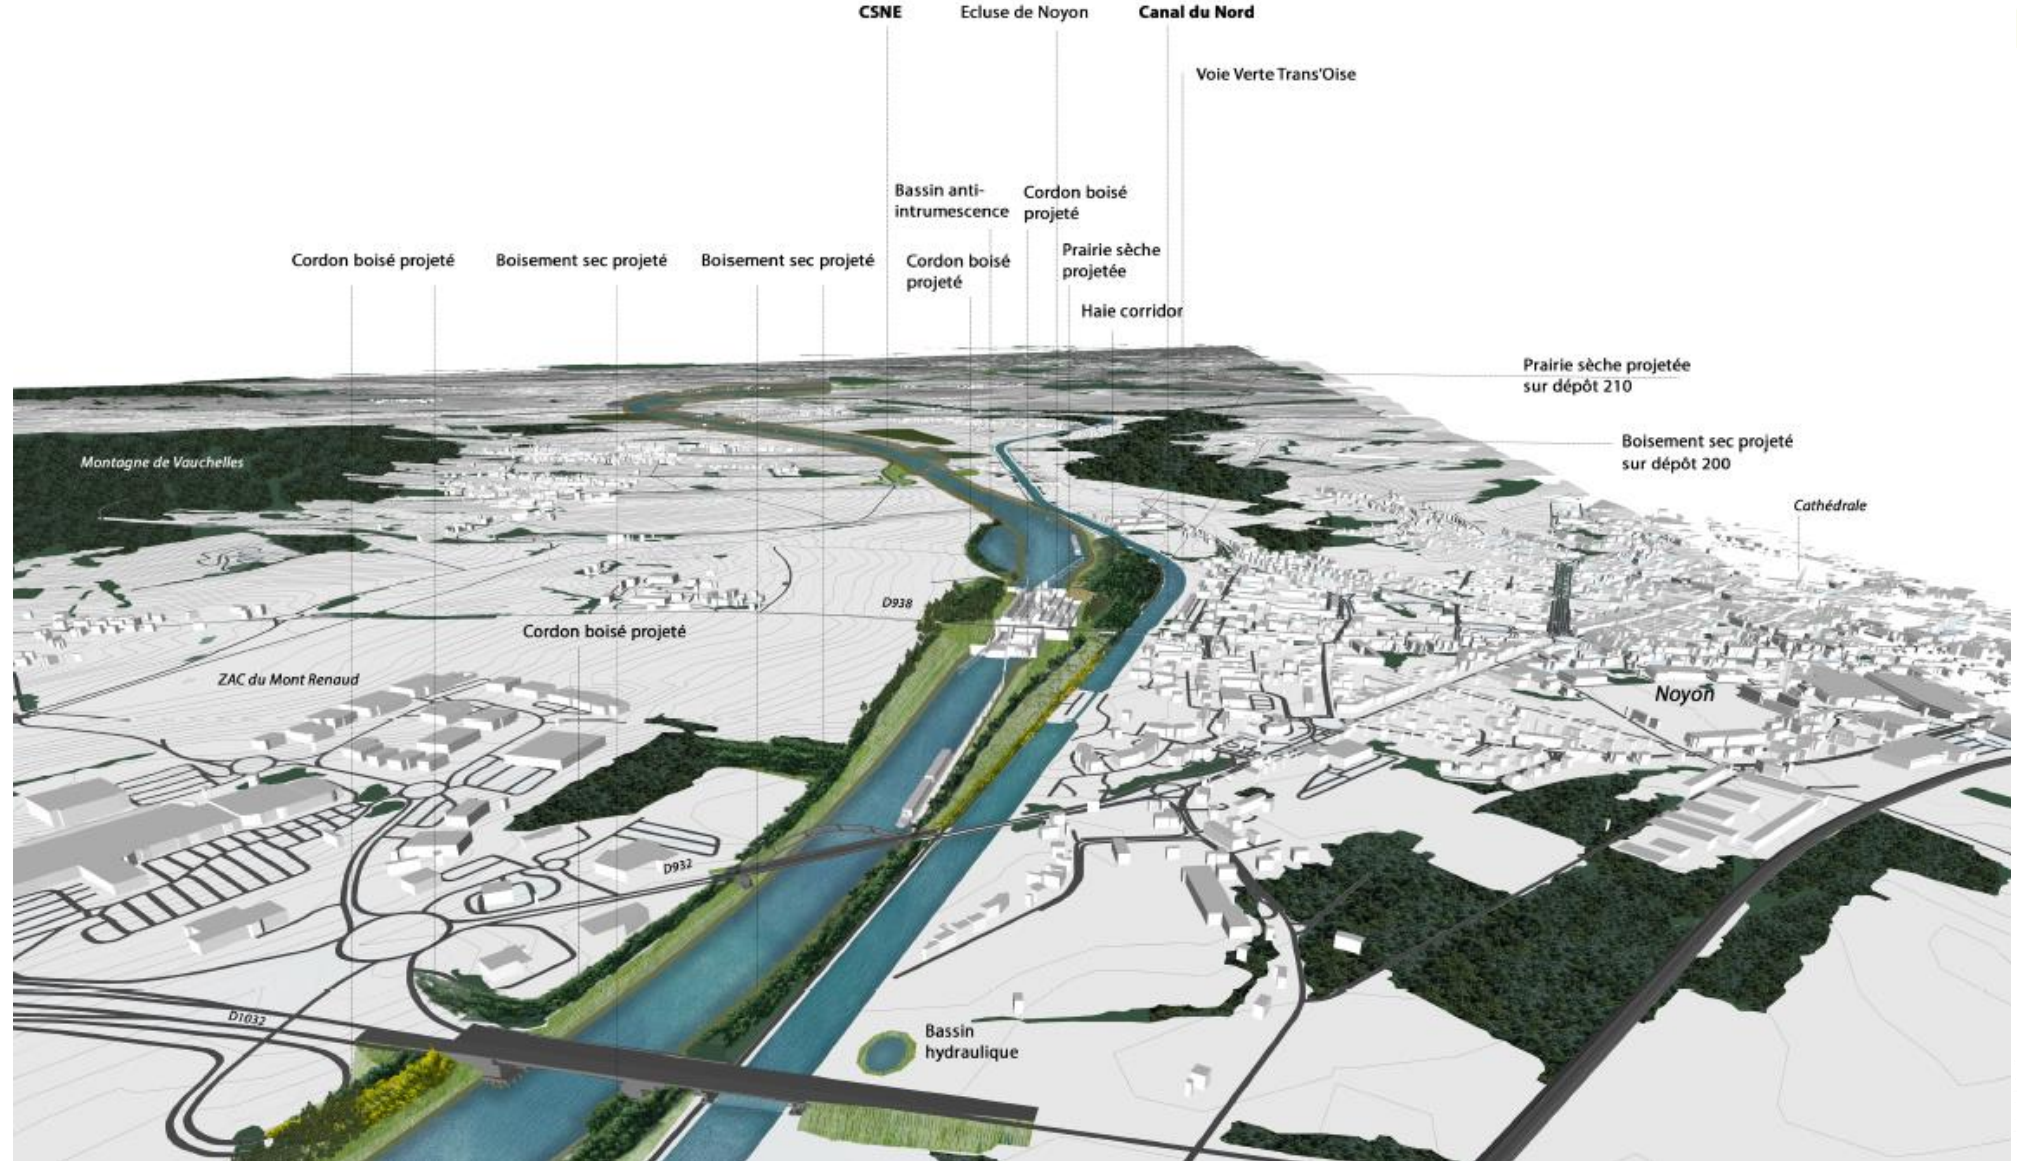 CSNE
Ecluse de Noyon
Canal du Nord
Voie Verte Trans'Oise
Bassin anti-
intrumescence
Cordon boisé
projeté
Cordon boisé projeté
Boisement sec projeté
Boisement sec projeté
Cordon boisé
projeté
Prairie sèche
projetée
Haie corridor
Prairie sèche projetée
sur dépôt 210
Boisement sec projeté
sur dépôt 200
Montagne de Vauchelles
Cathédrale
D938
Cordon boisé projeté
ZAC du Mont Renaud
Noyon
D932
D1032
Bassin
hydraulique